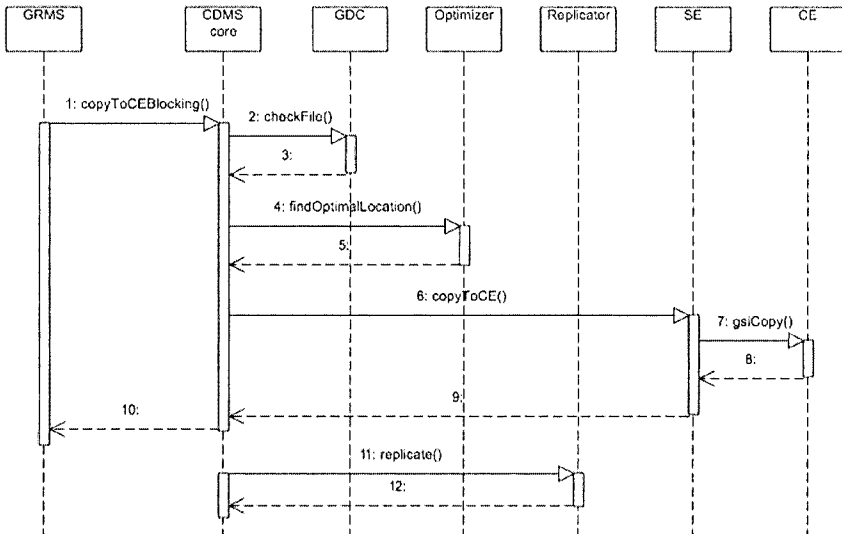 GRMS
CDMS
core
GDC
Optimizer
Replicator
SE
CE
1: copyToCEBlocking()
2: checkFile()
3:
4: findOptimalLocation()
5:
6: copyToCE()
7: gsiCopy()
8:
9:
10:
11: replicate()
12: